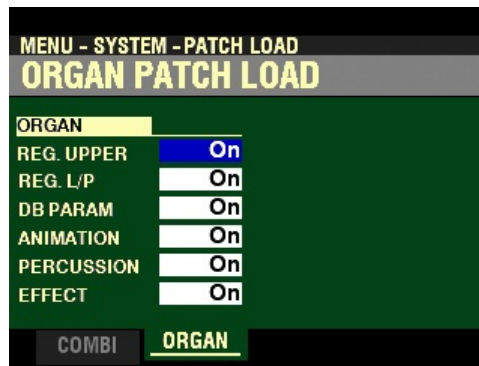 MENU - SYSTEM - PATCH LOAD
ORGAN PATCH LOAD
ORGAN
REG. UPPER On
REG. L/P On
DB PARAM On
ANIMATION On
PERCUSSION On
EFFECT On
COMBI ORGAN